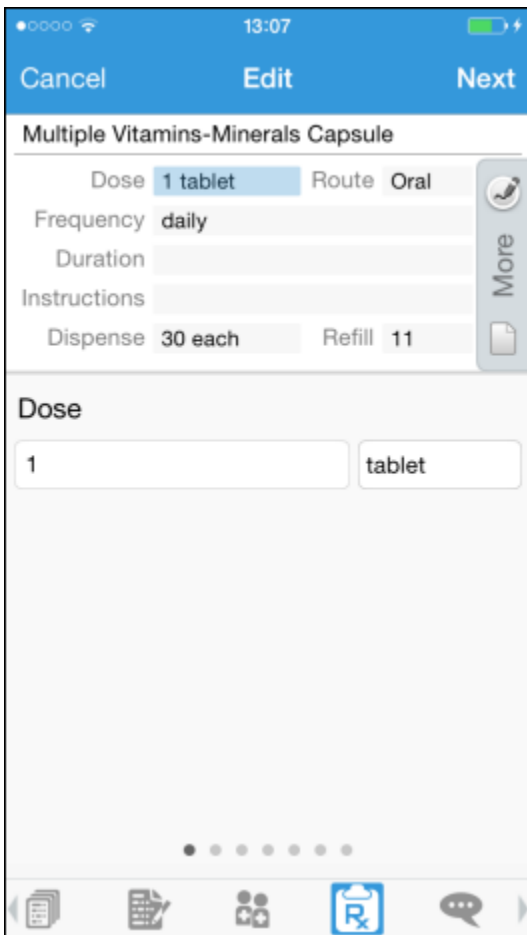 13:07
Cancel Edit Next
Multiple Vitamins-Minerals Capsule
Dose 1 tablet Route Oral
Frequency daily
Duration
Instructions
Dispense 30 each Refill 11
More
Dose
1 tablet
Rx